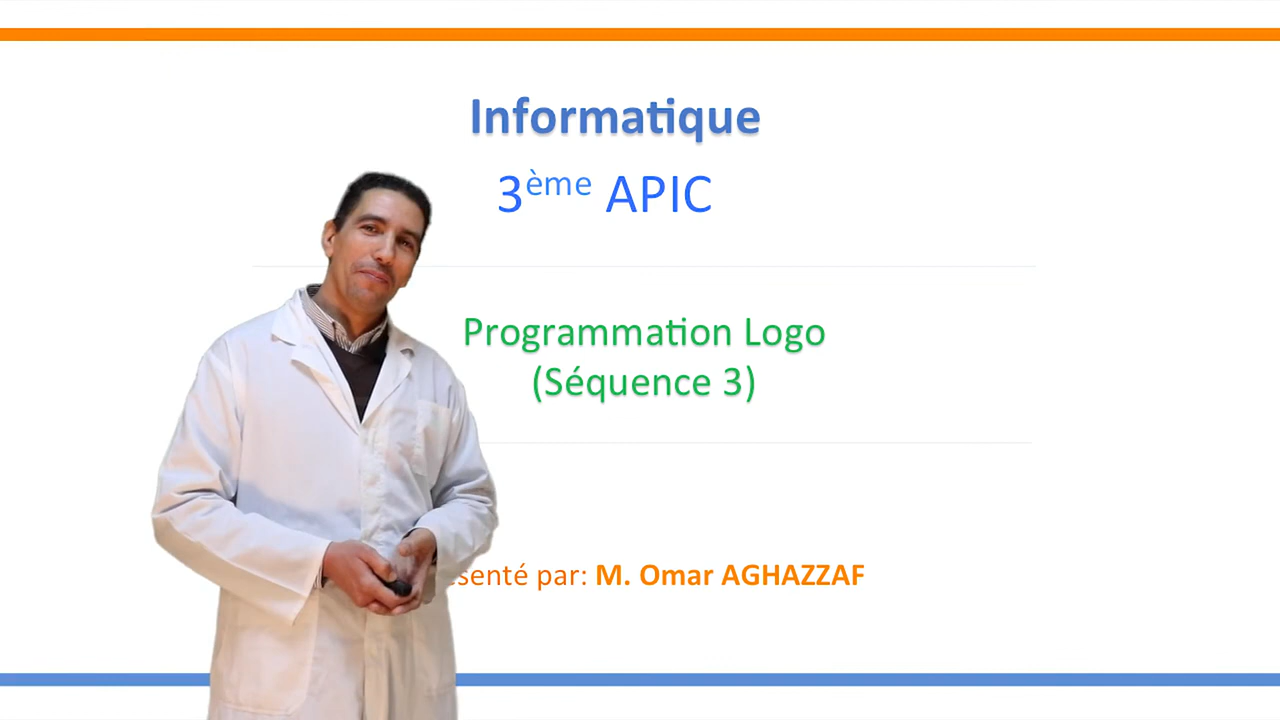 Informatique
3ème APIC
Programmation Logo
(Séquence 3)
par: M. Omar AGHAZZAF